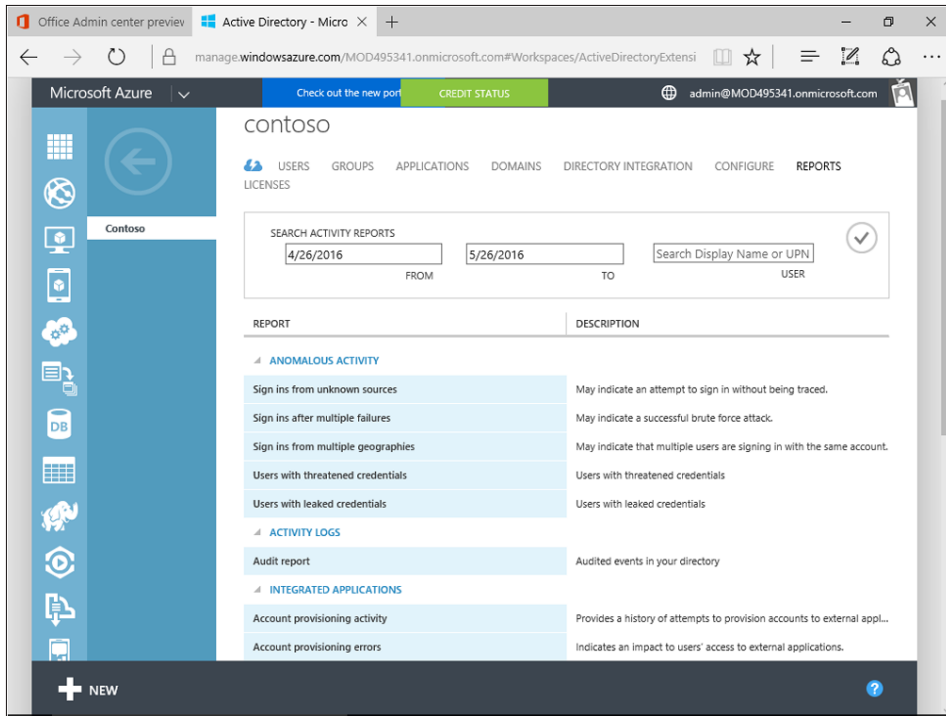 Office Admin center preview
Active Directory - Micro
manage.windowsazure.com/MOD495341.onmicrosoft.com#Workspaces/ActiveDirectoryExtensi
Microsoft Azure
Check out the new port
CREDIT STATUS
admin@MOD495341.onmicrosoft.com
contoso
USERS GROUPS APPLICATIONS DOMAINS DIRECTORY INTEGRATION CONFIGURE REPORTS
LICENSES
Contoso
SEARCH ACTIVITY REPORTS
4/26/2016 5/26/2016 Search Display Name or UPN
FROM TO USER
REPORT DESCRIPTION
ANOMALOUS ACTIVITY
Sign ins from unknown sources May indicate an attempt to sign in without being traced.
Sign ins after multiple failures May indicate a successful brute force attack.
Sign ins from multiple geographies May indicate that multiple users are signing in with the same account.
Users with threatened credentials Users with threatened credentials
Users with leaked credentials Users with leaked credentials
ACTIVITY LOGS
Audit report Audited events in your directory
INTEGRATED APPLICATIONS
Account provisioning activity Provides a history of attempts to provision accounts to external appl...
Account provisioning errors Indicates an impact to users' access to external applications.
DB
NEW
?